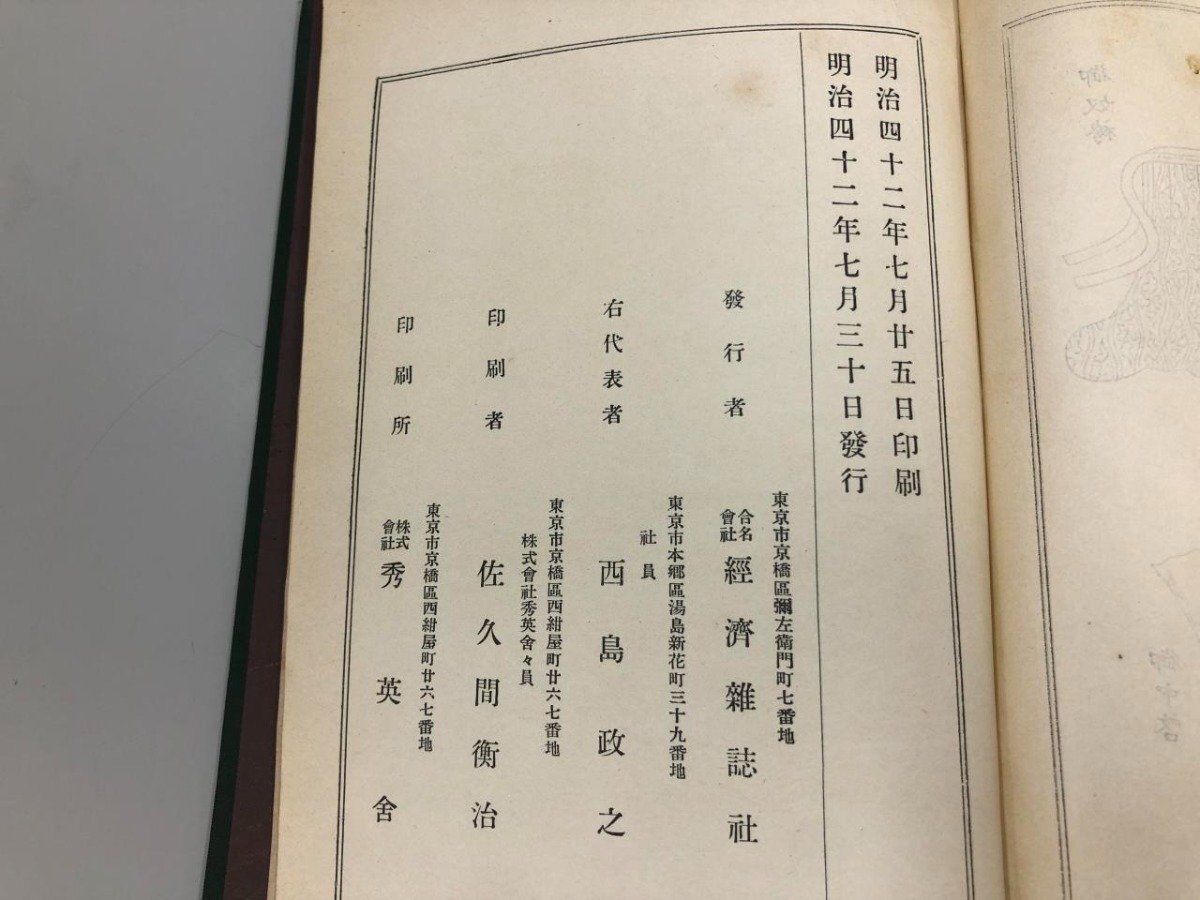 明治四十二年七月廿五日印刷
明治四十二年七月三十日發行
東京市京橋區彌左衛門町七番地
發行者
合名會社
經濟雜誌社
東京市本郷區湯島新花町三十九番地
社員
右代表者
西島政之
東京市京橋區西紺屋町廿六七番地
株式會社秀英舍々員
印刷者
佐久間衡治
東京市京橋區西紺屋町廿六七番地
印刷所
株式會社
秀英舍